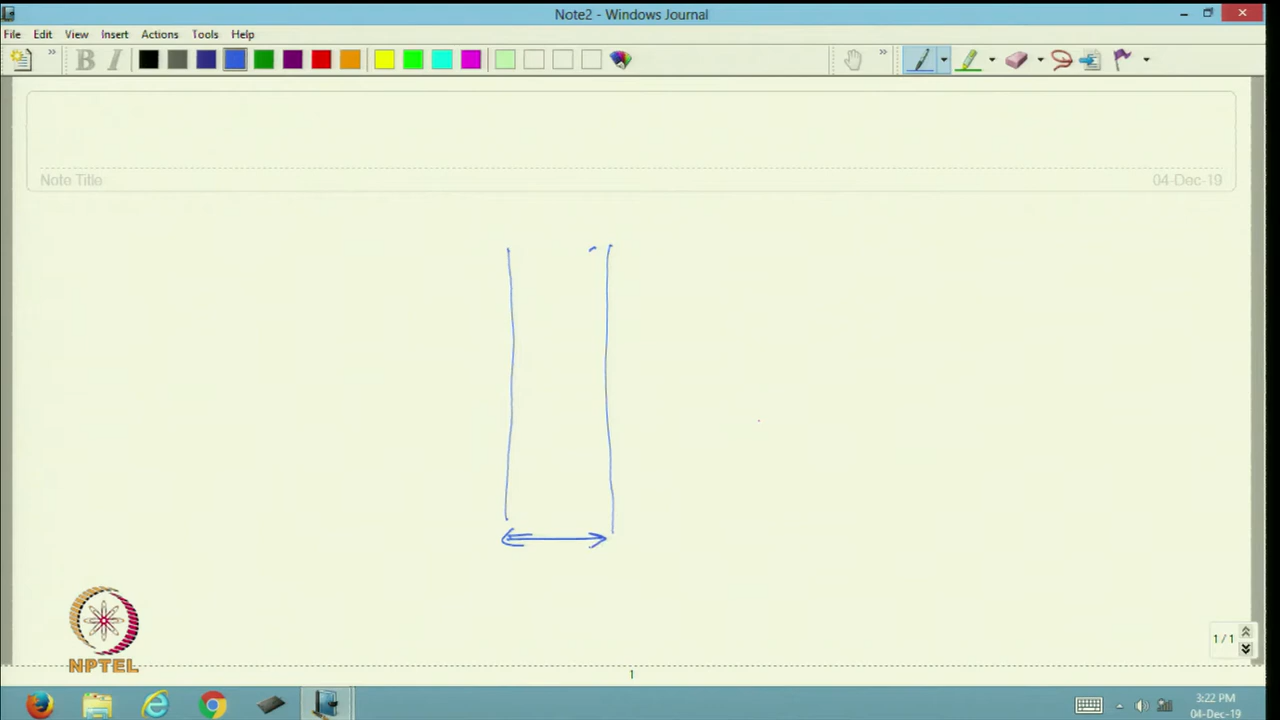 Note2 - Windows Journal
File Edit View Insert Actions Tools Help
B I
Note Title
04-Dec-19
NPTEL
1 / 1
1
3:22 PM
04-Dec-19